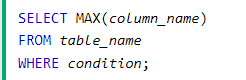 SELECT MAX(column_name)
FROM table_name
WHERE condition;